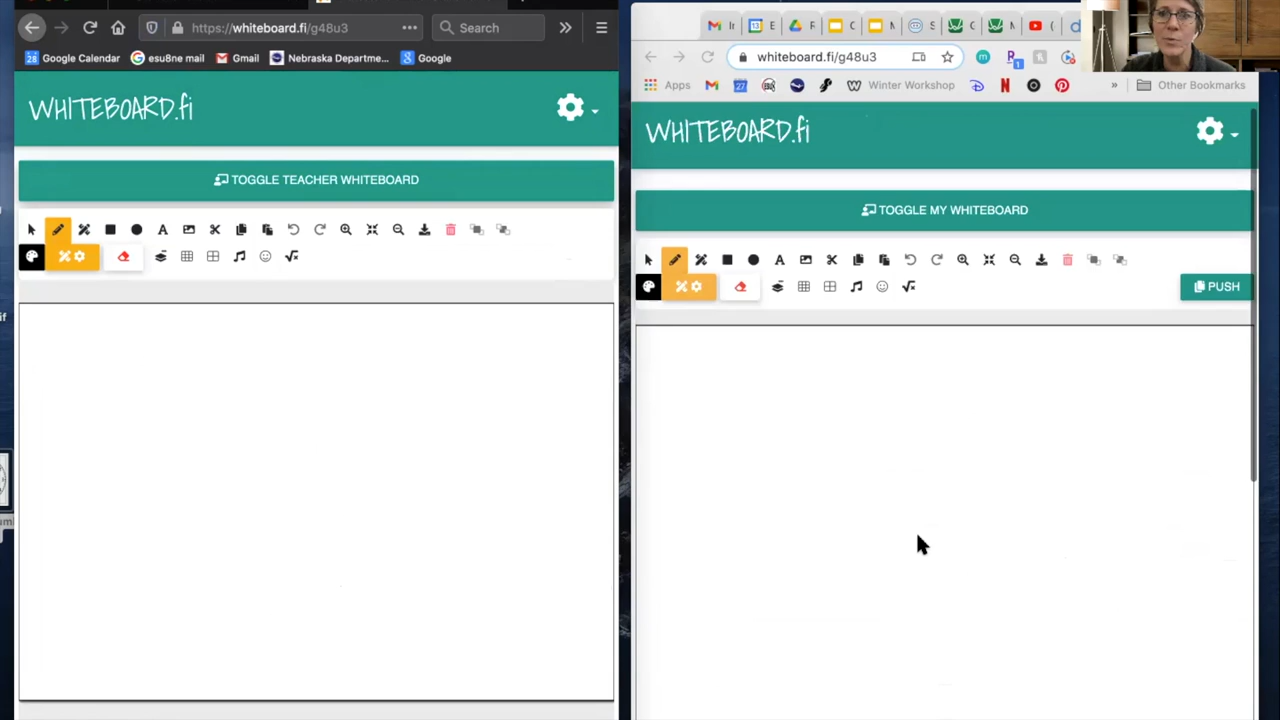 https://whiteboard.fi/g48u3
Search
28 Google Calendar
esu8ne mail
Gmail
Nebraska Departme...
Google
WHITEBOARD.fi
TOGGLE TEACHER WHITEBOARD
A
whiteboard.fi/g48u3
Apps
Winter Workshop
Other Bookmarks
WHITEBOARD.fi
TOGGLE MY WHITEBOARD
A
PUSH